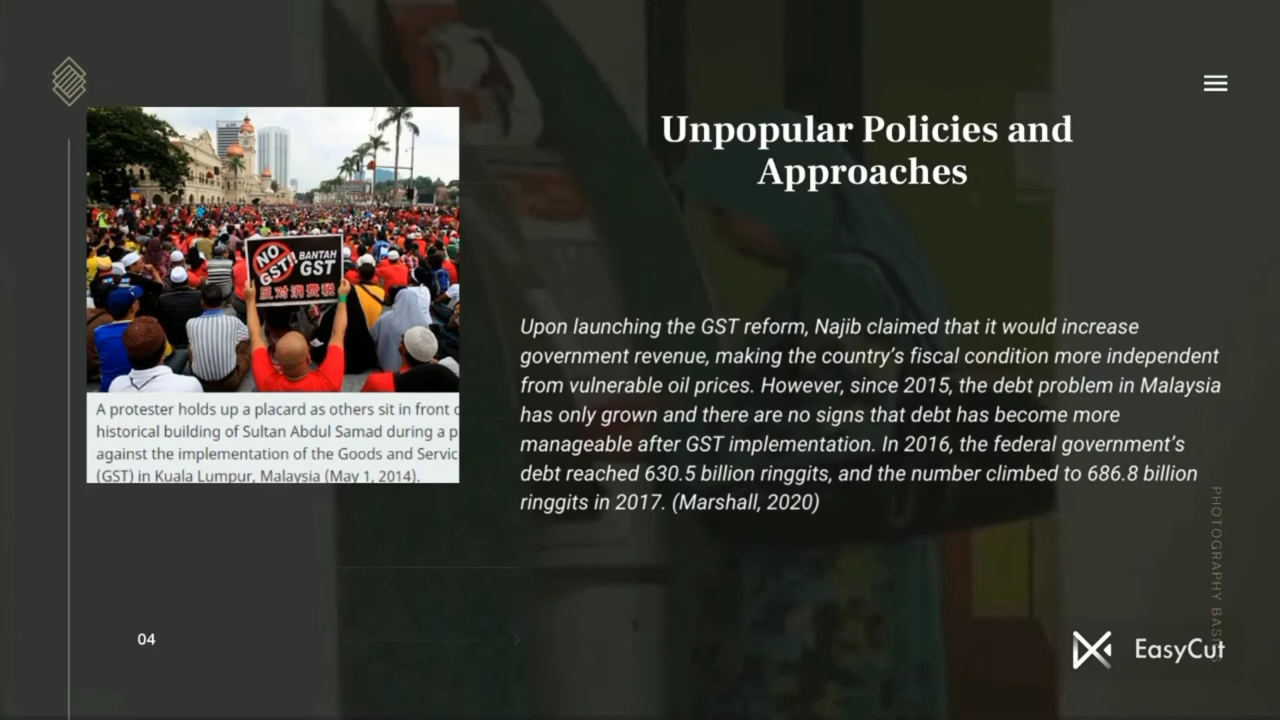 Unpopular Policies and
Approaches
NO
GST!!
BANTAH
GST
反对消费税
A protester holds up a placard as others sit in front
historical building of Sultan Abdul Samad during a
against the implementation of the Goods and
(GST) in Kuala Lumpur, Malaysia (May 1, 2014).
Upon launching the GST reform, Najib claimed that it would increase
government revenue, making the country's fiscal condition more independent
from vulnerable oil prices. However, since 2015, the debt problem in Malaysia
has only grown and there are no signs that debt has become more
manageable after GST implementation. In 2016, the federal government's
debt reached 630.5 billion ringgits, and the number climbed to 686.8 billion
ringgits in 2017. (Marshall, 2020)
PHOTOGRAPHY
04
EasyCut